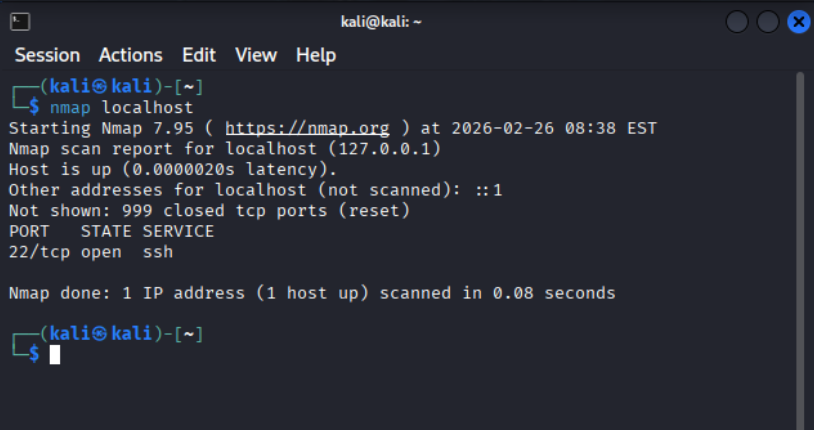 kali@kali: ~
Session Actions Edit View Help
┌──(kali㉿kali)-[~]
└─$ nmap localhost
Starting Nmap 7.95 ( https://nmap.org ) at 2026-02-26 08:38 EST
Nmap scan report for localhost (127.0.0.1)
Host is up (0.0000020s latency).
Other addresses for localhost (not scanned): ::1
Not shown: 999 closed tcp ports (reset)
PORT   STATE SERVICE
22/tcp open  ssh
Nmap done: 1 IP address (1 host up) scanned in 0.08 seconds
┌──(kali㉿kali)-[~]
└─$